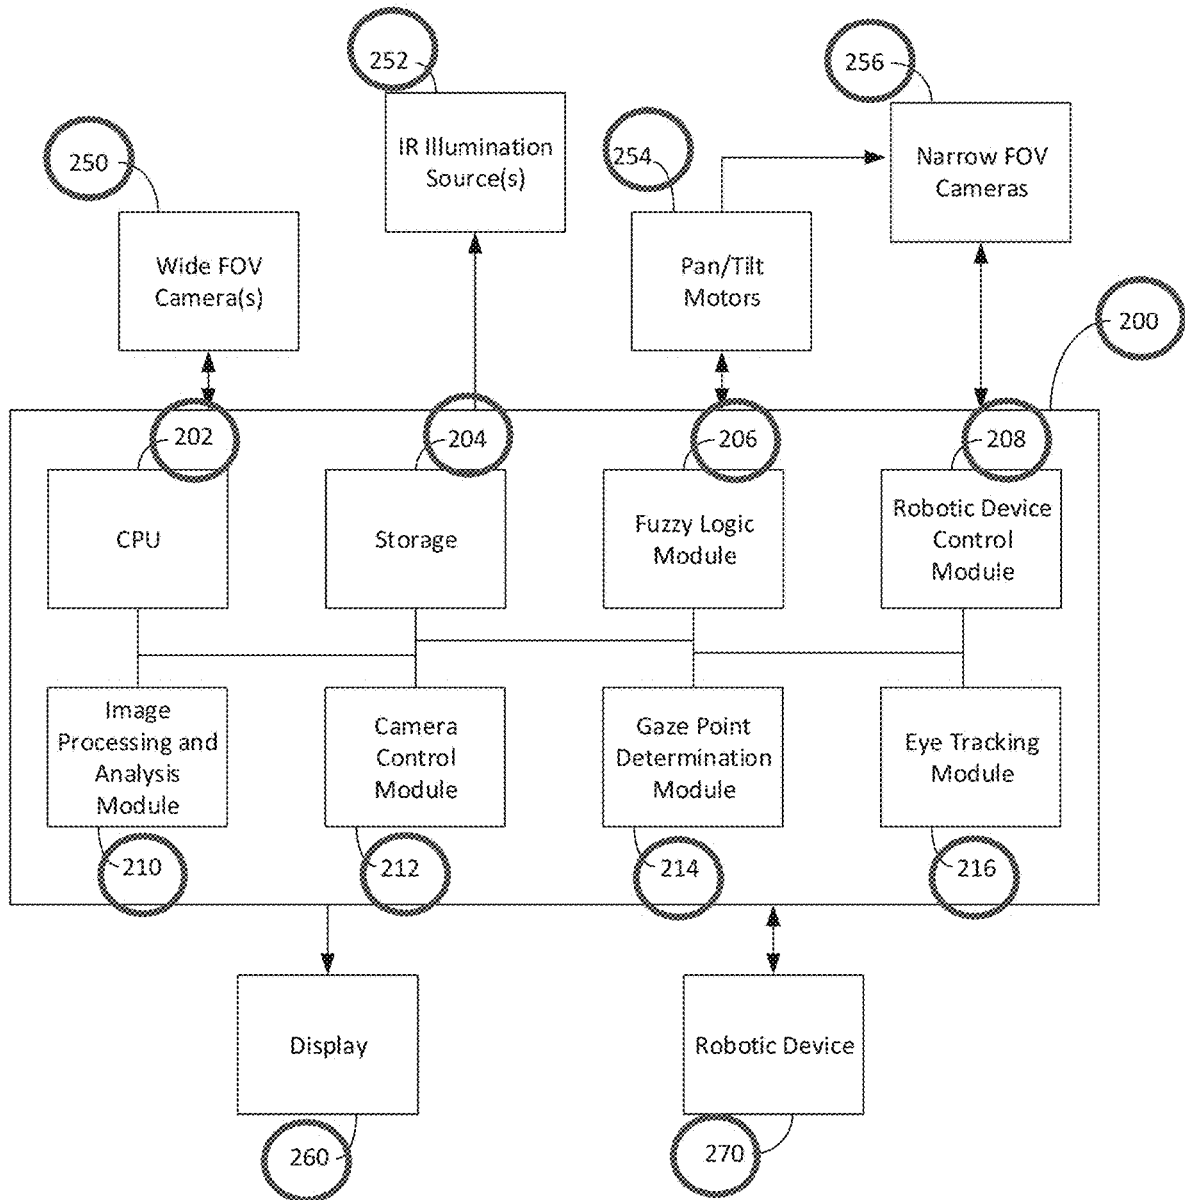 252
256
250
254
IR Illumination
Source(s)
Narrow FOV
Cameras
Wide FOV
Camera(s)
Pan/Tilt
Motors
200
202
204
206
208
CPU
Storage
Fuzzy Logic
Module
Robotic Device
Control
Module
Image
Processing and
Analysis
Module
Camera
Control
Module
Gaze Point
Determination
Module
Eye Tracking
Module
210
212
214
216
Display
Robotic Device
260
270